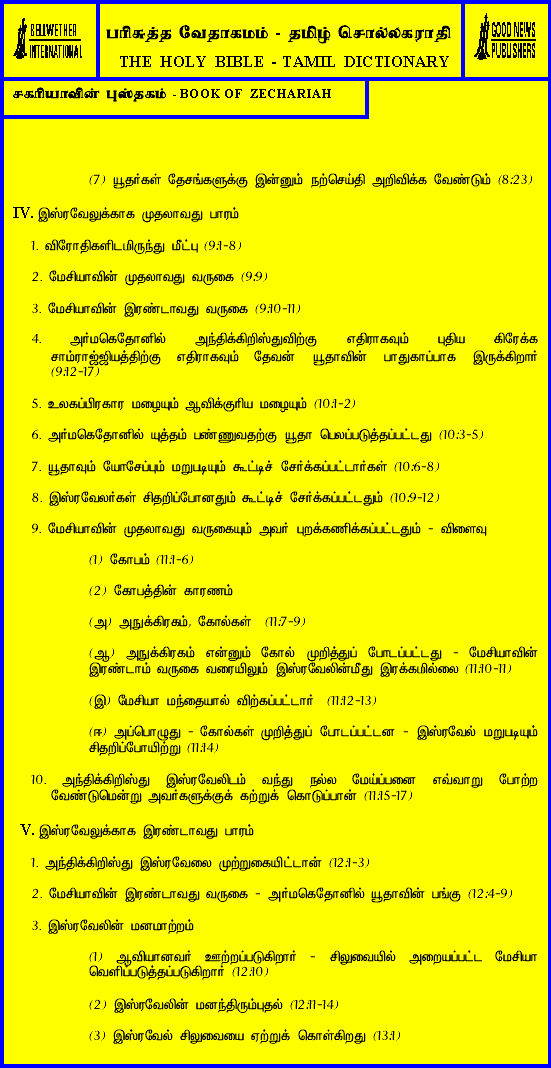 BELLWETHER
INTERNATIONAL
பரிசுத்த வேதாகமம் - தமிழ் சொல்லகராதி
THE HOLY BIBLE - TAMIL DICTIONARY
GOOD NEWS
PUBLISHERS
சகரியாவின் புஸ்தகம் - BOOK OF ZECHARIAH
(7) யூதர்கள் தேசங்களுக்கு இன்னும் நற்செய்தி அறிவிக்க வேண்டும் (8:23)
IV. இஸ்ரவேலுக்காக முதலாவது பாரம்
1. விரோதிகளிடமிருந்து மீட்பு (9:1-8)
2. மேசியாவின் முதலாவது வருகை (9:9)
3. மேசியாவின் இரண்டாவது வருகை (9:10-11)
4. அர்மகெதோனில் அந்திக்கிறிஸ்துவிற்கு எதிராகவும் புதிய கிரேக்க
சாம்ராஜ்ஜியத்திற்கு எதிராகவும் தேவன் யூதாவின் பாதுகாப்பாக இருக்கிறார்
(9:12-17)
5. உலகப்பிரகார மழையும் ஆவிக்குரிய மழையும் (10:1-2)
6. அர்மகெதோனில் யுத்தம் பண்ணுவதற்கு யூதா பெலப்படுத்தப்பட்டது (10:3-5)
7. யூதாவும் யோசேப்பும் மறுபடியும் கூட்டிச் சேர்க்கப்பட்டார்கள் (10:6-8)
8. இஸ்ரவேலர்கள் சிதறிப்போனதும் கூட்டிச் சேர்க்கப்பட்டதும் (10:9-12)
9. மேசியாவின் முதலாவது வருகையும் அவர் புறக்கணிக்கப்பட்டதும் - விளைவு
(1) கோபம் (11:1-6)
(2) கோபத்தின் காரணம்
(அ) அநுக்கிரகம், கோல்கள் (11:7-9)
(ஆ) அநுக்கிரகம் என்னும் கோல் முறித்துப் போடப்பட்டது - மேசியாவின்
இரண்டாம் வருகை வரையிலும் இஸ்ரவேலின்மீது இரக்கமில்லை (11:10-11)
(இ) மேசியா மந்தையால் விற்கப்பட்டார் (11:12-13)
(ஈ) அப்பொழுது - கோல்கள் முறித்துப் போடப்பட்டன - இஸ்ரவேல் மறுபடியும்
சிதறிப்போயிற்று (11:14)
10. அந்திக்கிறிஸ்து இஸ்ரவேலிடம் வந்து நல்ல மேய்ப்பனை எவ்வாறு போற்ற
வேண்டுமென்று அவர்களுக்குக் கற்றுக் கொடுப்பான் (11:15-17)
V. இஸ்ரவேலுக்காக இரண்டாவது பாரம்
1. அந்திக்கிறிஸ்து இஸ்ரவேலை முற்றுகையிட்டான் (12:1-3)
2. மேசியாவின் இரண்டாவது வருகை - அர்மகெதோனில் யூதாவின் பங்கு (12:4-9)
3. இஸ்ரவேலின் மனமாற்றம்
(1) ஆவியானவர் ஊற்றப்படுகிறார் - சிலுவையில் அறையப்பட்ட மேசியா
வெளிப்படுத்தப்படுகிறார் (12:10)
(2) இஸ்ரவேலின் மனந்திரும்புதல் (12:11-14)
(3) இஸ்ரவேல் சிலுவையை ஏற்றுக் கொள்கிறது (13:1)